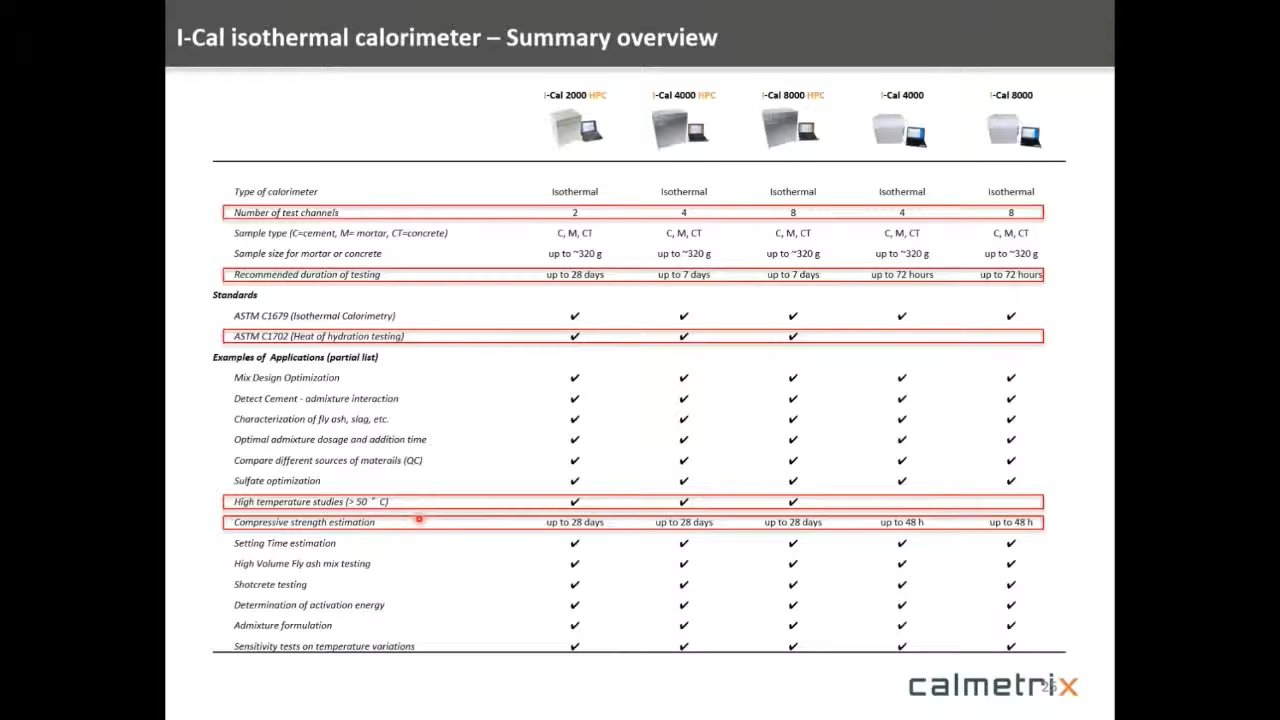 I-Cal isothermal calorimeter – Summary overview
I-Cal 2000 HPC I-Cal 4000 HPC I-Cal 8000 HPC I-Cal 4000 I-Cal 8000
Type of calorimeter Isothermal Isothermal Isothermal Isothermal Isothermal
Number of test channels 2 4 8 4 8
Sample type (C=cement, M= mortar, CT=concrete) C, M, CT C, M, CT C, M, CT C, M, CT C, M, CT
Sample size for mortar or concrete up to ~320 g up to ~320 g up to ~320 g up to ~320 g up to ~320 g
Recommended duration of testing up to 28 days up to 7 days up to 7 days up to 72 hours up to 72 hours
Standards
ASTM C1679 (Isothermal Calorimetry) ✔ ✔ ✔ ✔ ✔
ASTM C1702 (Heat of hydration testing) ✔ ✔ ✔
Examples of Applications (partial list)
Mix Design Optimization ✔ ✔ ✔ ✔ ✔
Detect Cement - admixture interaction ✔ ✔ ✔ ✔ ✔
Characterization of fly ash, slag, etc. ✔ ✔ ✔ ✔ ✔
Optimal admixture dosage and addition time ✔ ✔ ✔ ✔ ✔
Compare different sources of materails (QC) ✔ ✔ ✔ ✔ ✔
Sulfate optimization ✔ ✔ ✔ ✔ ✔
High temperature studies (> 50 ° C) ✔ ✔ ✔
Compressive strength estimation up to 28 days up to 28 days up to 28 days up to 48 h up to 48 h
Setting Time estimation ✔ ✔ ✔ ✔ ✔
High Volume Fly ash mix testing ✔ ✔ ✔ ✔ ✔
Shotcrete testing ✔ ✔ ✔ ✔ ✔
Determination of activation energy ✔ ✔ ✔ ✔ ✔
Admixture formulation ✔ ✔ ✔ ✔ ✔
Sensitivity tests on temperature variations ✔ ✔ ✔ ✔ ✔
calmetrix